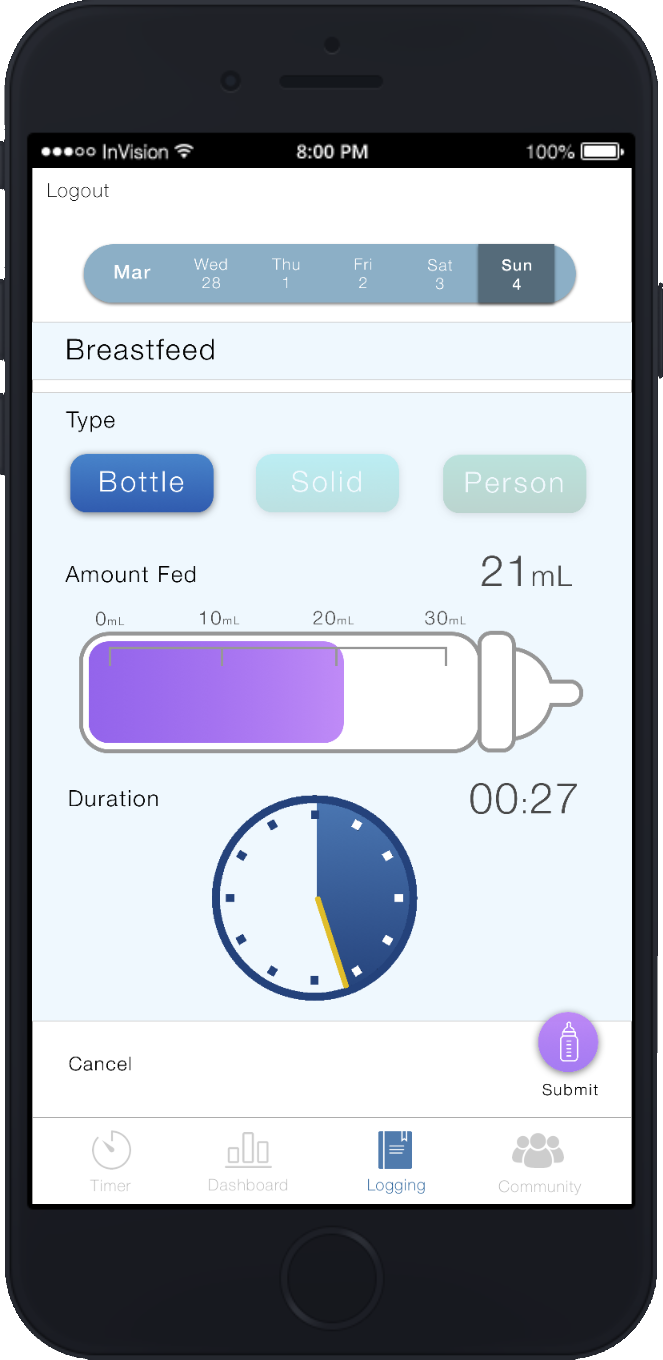 InVision 8:00 PM 100%
Logout
Mar Wed 28 Thu 1 Fri 2 Sat 3 Sun 4
Breastfeed
Type
Bottle Solid Person
Amount Fed 21mL
0mL 10mL 20mL 30mL
Duration 00:27
Cancel
Submit
Timer Dashboard Logging Community